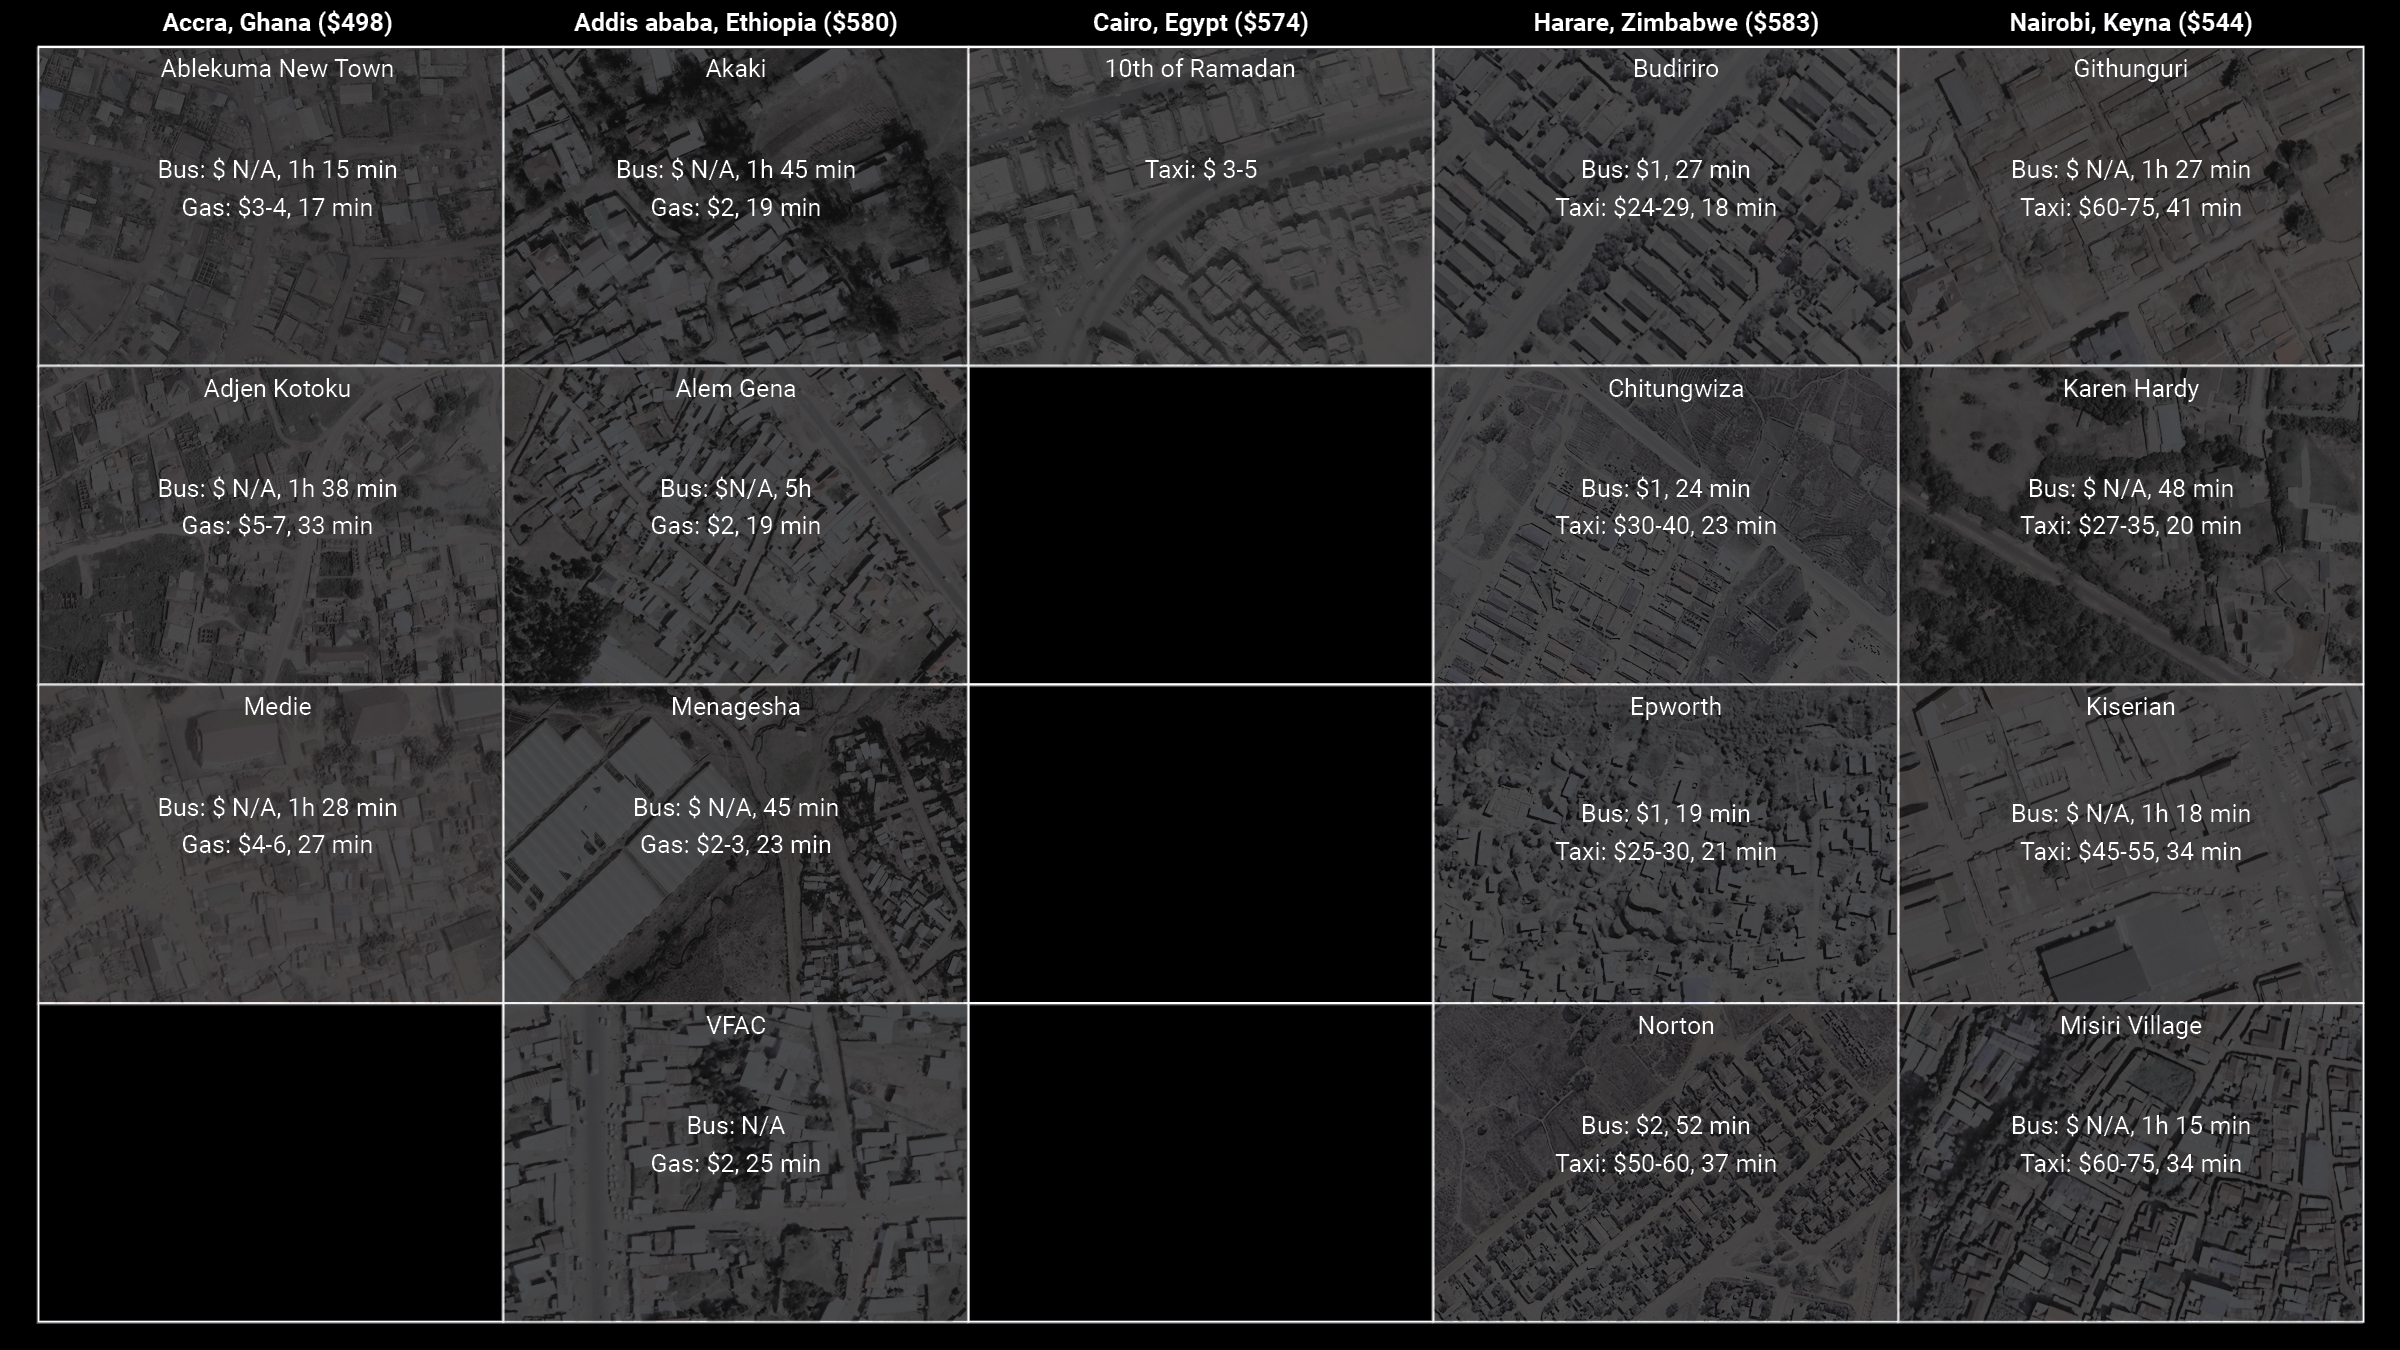 Accra, Ghana ($498)
Addis ababa, Ethiopia ($580)
Cairo, Egypt ($574)
Harare, Zimbabwe ($583)
Nairobi, Keyna ($544)
Ablekuma New Town
Bus: $ N/A, 1h 15 min
Gas: $3-4, 17 min
Akaki
Bus: $ N/A, 1h 45 min
Gas: $2, 19 min
10th of Ramadan
Taxi: $ 3-5
Budiriro
Bus: $1, 27 min
Taxi: $24-29, 18 min
Githunguri
Bus: $ N/A, 1h 27 min
Taxi: $60-75, 41 min
Adjen Kotoku
Bus: $ N/A, 1h 38 min
Gas: $5-7, 33 min
Alem Gena
Bus: $N/A, 5h
Gas: $2, 19 min
Chitungwiza
Bus: $1, 24 min
Taxi: $30-40, 23 min
Karen Hardy
Bus: $ N/A, 48 min
Taxi: $27-35, 20 min
Medie
Bus: $ N/A, 1h 28 min
Gas: $4-6, 27 min
Menagesha
Bus: $ N/A, 45 min
Gas: $2-3, 23 min
Epworth
Bus: $1, 19 min
Taxi: $25-30, 21 min
Kiserian
Bus: $ N/A, 1h 18 min
Taxi: $45-55, 34 min
VFAC
Bus: N/A
Gas: $2, 25 min
Norton
Bus: $2, 52 min
Taxi: $50-60, 37 min
Misiri Village
Bus: $ N/A, 1h 15 min
Taxi: $60-75, 34 min